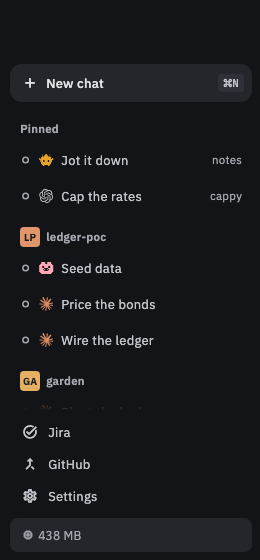 New chat ⌘N
Pinned
Jot it down notes
Cap the rates cappy
LP ledger-poc
Seed data
Price the bonds
Wire the ledger
GA garden
Jira
GitHub
Settings
438 MB